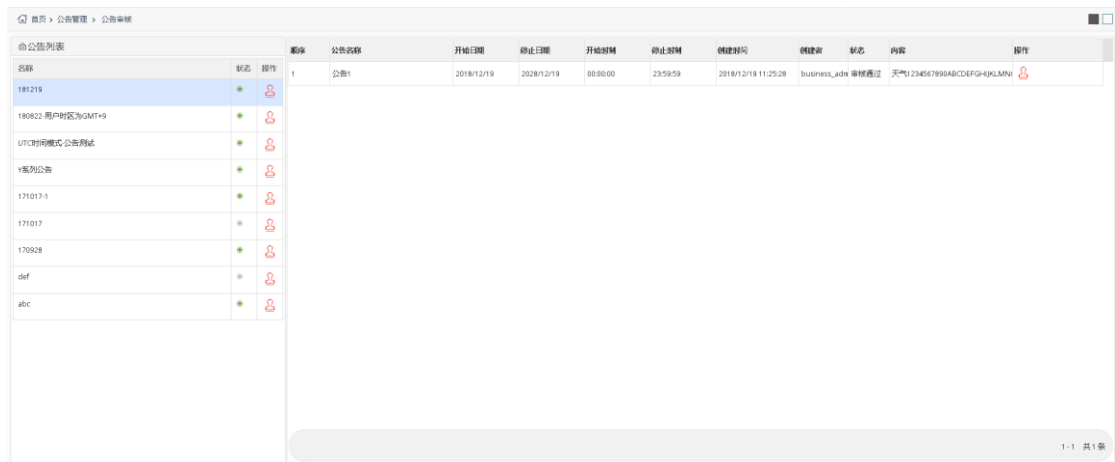 首页 > 公告管理 > 公告审核
公告列表
名称 状态 操作
181219
180822-用户时区为GMT+9
UTC时间模式-公告测试
Y系列公告
171017-1
171017
170928
def
abc
顺序 公告名称 开始日期 停止日期 开始时刻 停止时刻 创建时间 创建者 状态 内容 操作
1 公告1 2018/12/19 2028/12/19 00:00:00 23:59:59 2018/12/19 11:25:28 business_adm 审核通过 天气1234567890ABCDEFGHIJKLMN
1 - 1 共 1 条